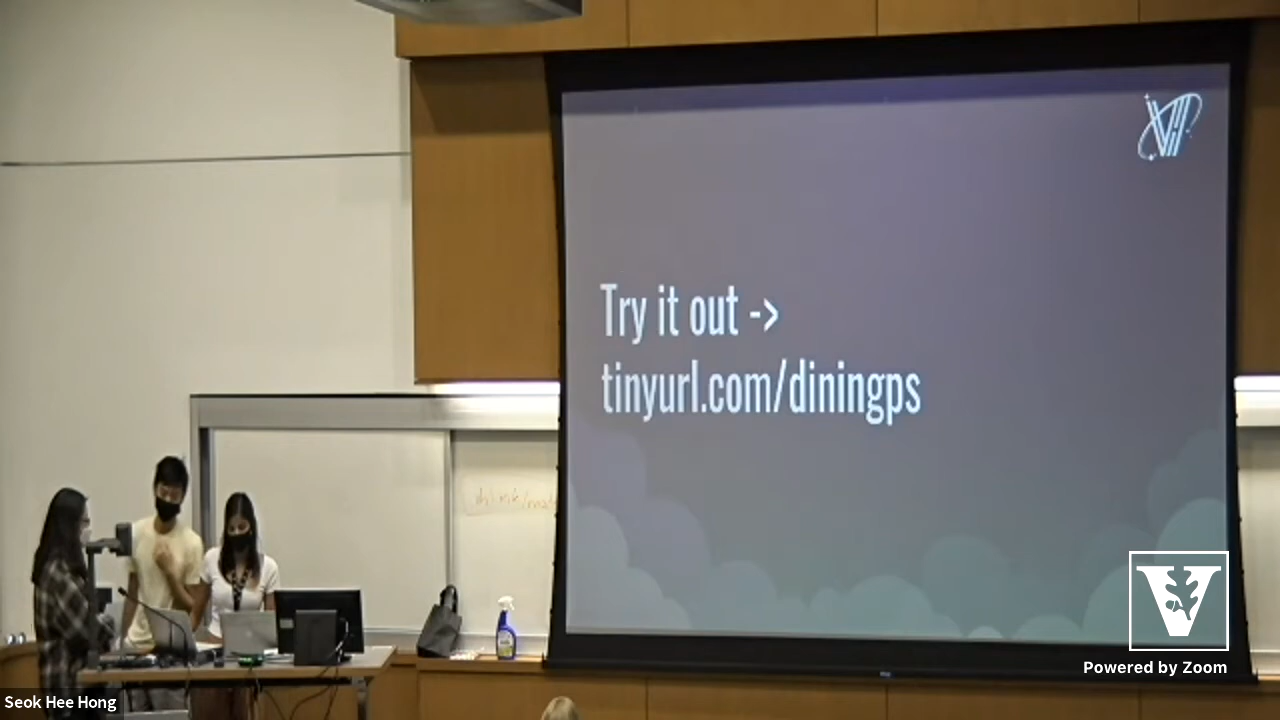 Try it out ->
tinyurl.com/diningps
V
Powered by Zoom
Seok Hee Hong